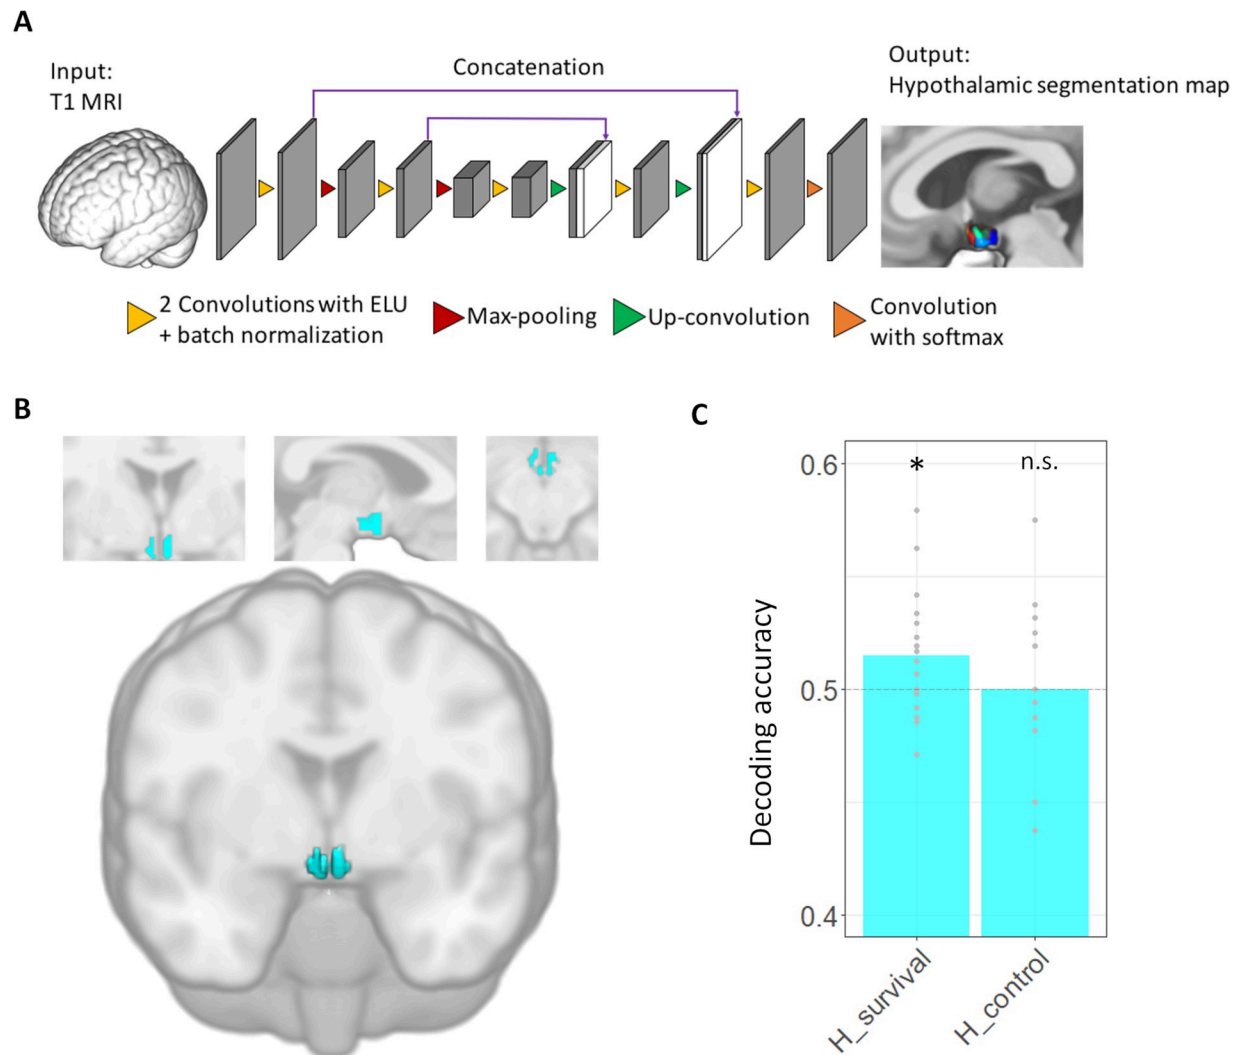 A
Input:
T1 MRI
Concatenation
Output:
Hypothalamic segmentation map
2 Convolutions with ELU
+ batch normalization
Max-pooling
Up-convolution
Convolution
with softmax
B
C
Decoding accuracy
0.6
0.5
0.4
*
n.s.
H_survival
H_control